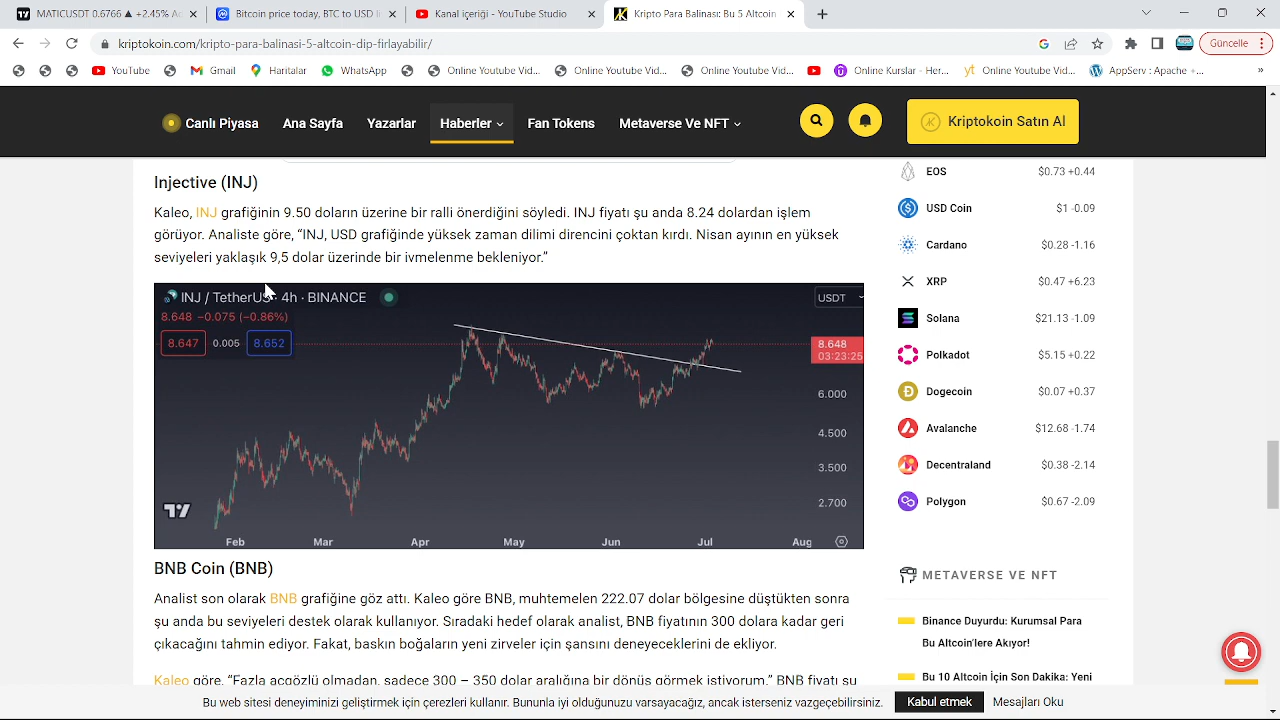 MATICUSDT 0.6766 ▲ +2.45% Ac
Bitcoin price today, BTC to USD l
Kanal içeriği - YouTube Studio
Kripto Para Balinası: Bu 5 Altcoin
kriptokoin.com/kripto-para-balinasi-5-altcoin-dip-firlayabilir/
Güncelle
YouTube
Gmail
Haritalar
WhatsApp
Online Youtube Vid...
Online Youtube Vid...
Online Youtube Vid...
Online Kurslar - Her...
Online Youtube Vid...
AppServ : Apache +...
»
Canlı Piyasa
Ana Sayfa
Yazarlar
Haberler
Fan Tokens
Metaverse Ve NFT
Kriptokoin Satın Al
Injective (INJ)
Kaleo, INJ grafiğinin 9.50 doların üzerine bir ralli önerdiğini söyledi. INJ fiyatı şu anda 8.24 dolardan işlem
görüyor. Analiste göre, “INJ, USD grafiğinde yüksek zaman dilimi direncini çoktan kırdı. Nisan ayının en yüksek
seviyeleri yaklaşık 9,5 dolar üzerinde bir ivmelenme bekleniyor.”
INJ / TetherUS · 4h · BINANCE
USDT
8.648 −0.075 (−0.86%)
8.647
0.005
8.652
8.648
03:23:25
6.000
4.500
3.500
2.700
Feb
Mar
Apr
May
Jun
Jul
Aug
BNB Coin (BNB)
Analist son olarak BNB grafiğine göz attı. Kaleo göre BNB, muhtemelen 222.07 dolar bölgesine düştükten sonra
şu anda bu seviyeleri destek olarak kullanıyor. Sıradaki hedef olarak analist, BNB fiyatının 300 dolara kadar geri
çıkacağını tahmin ediyor. Fakat, baskın boğaların yeni zirveler için şansını deneyeceklerini de ekliyor.
Kaleo göre, “Fazla açgözlü olmadan, sadece 300 – 350 dolar aralığına bir dönüş görmek istiyorum.” BNB fiyatı şu
EOS
$0.73 +0.44
USD Coin
$1 -0.09
Cardano
$0.28 -1.16
XRP
$0.47 +6.23
Solana
$21.13 -1.09
Polkadot
$5.15 +0.22
Dogecoin
$0.07 +0.37
Avalanche
$12.68 -1.74
Decentraland
$0.38 -2.14
Polygon
$0.67 -2.09
METAVERSE VE NFT
Binance Duyurdu: Kurumsal Para
Bu Altcoin’lere Akıyor!
Bu 10 Altcoin İçin Son Dakika: Yeni
Bu site deneyiminizi geliştirmek için çerezleri kullanır. Bununla iyi olduğunuzu varsayacağız, ancak isterseniz vazgeçebilirsiniz.
Kabul etmek
Mesajları Oku